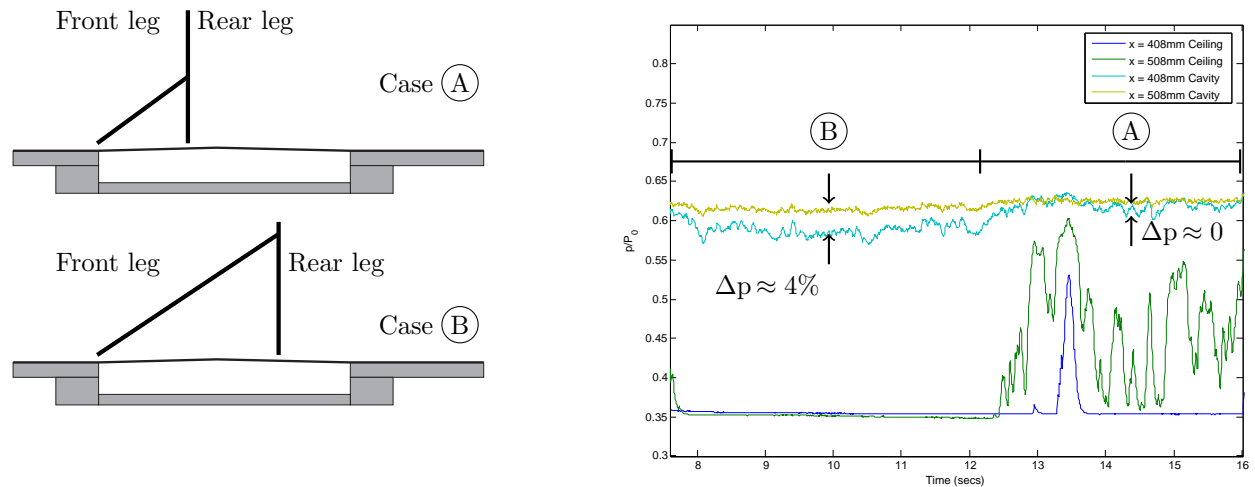 Front leg
Rear leg
Case A
Front leg
Rear leg
Case B
x = 408mm Ceiling
x = 508mm Ceiling
x = 408mm Cavity
x = 508mm Cavity
B
A
Δp ≈ 4%
Δp ≈ 0
0.8
0.75
0.7
0.65
0.6
0.55
0.5
0.45
0.4
0.35
0.3
p/P₀
8 9 10 11 12 13 14 15 16
Time (secs)